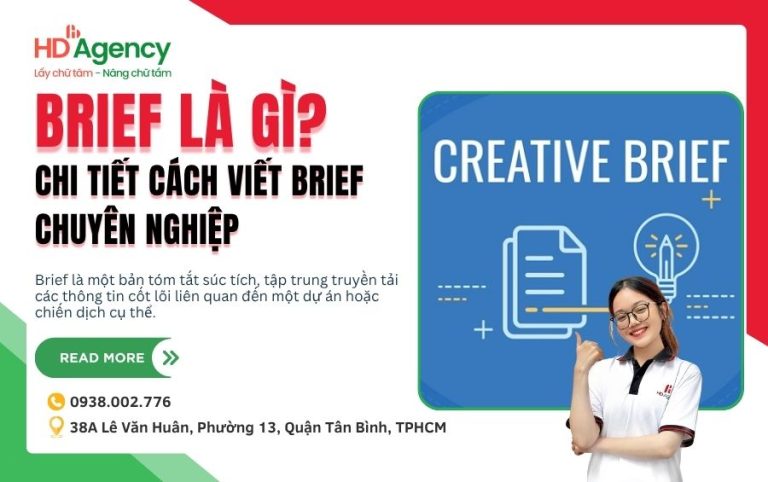 HD Agency
Lấy chữ tâm - Nâng chữ tầm
BRIEF LÀ GÌ?
CHI TIẾT CÁCH VIẾT BRIEF
CHUYÊN NGHIỆP
Brief là một bản tóm tắt súc tích, tập trung truyền tải
các thông tin cốt lõi liên quan đến một dự án hoặc
chiến dịch cụ thể.
READ MORE
0938.002.776
38A Lê Văn Huân, Phường 13, Quận Tân Bình, TPHCM
CREATIVE BRIEF